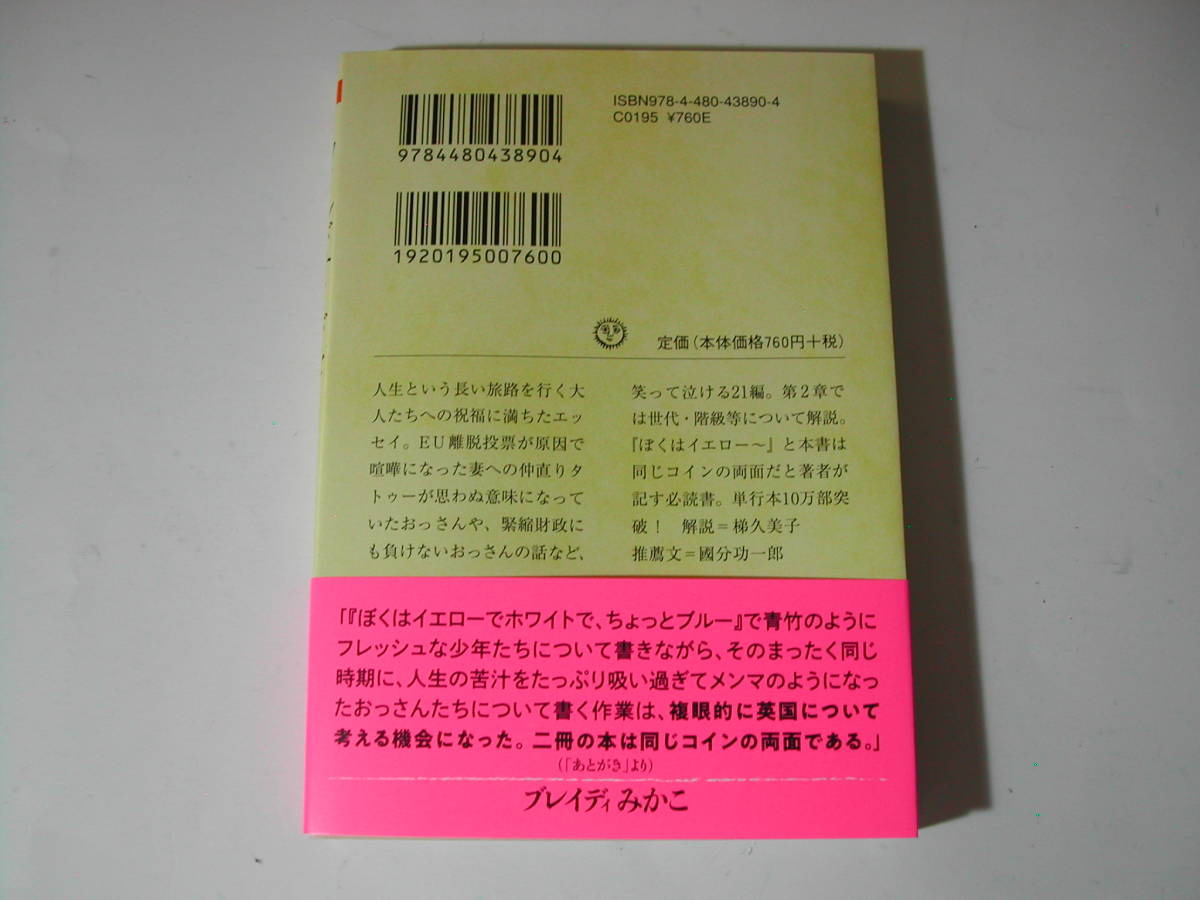 ISBN978-4-480-43890-4
C0195 ¥760E
9784480438904
1920195007600
定価(本体価格760円+税)
人生という長い旅路を行く大
人たちへの祝福に満ちたエッ
セイ。EU離脱投票が原因で
喧嘩になった妻への仲直りタ
トゥーが思わぬ意味になって
いたおっさんや、緊縮財政に
も負けないおっさんの話など、
笑って泣ける21編。第2章で
は世代・階級等について解説。
『ぼくはイエロー〜』と本書は
同じコインの両面だと著者が
記す必読書。単行本10万部突
破! 解説=梯久美子
推薦文=國分功一郎
「『ぼくはイエローでホワイトで、ちょっとブルー』で青竹のように
フレッシュな少年たちについて書きながら、そのまったく同じ
時期に、人生の苦汁をたっぷり吸い過ぎてメンマのようになっ
たおっさんたちについて書く作業は、複眼的に英国について
考える機会になった。二冊の本は同じコインの両面である。」
(「あとがき」より)
ブレイディみかこ